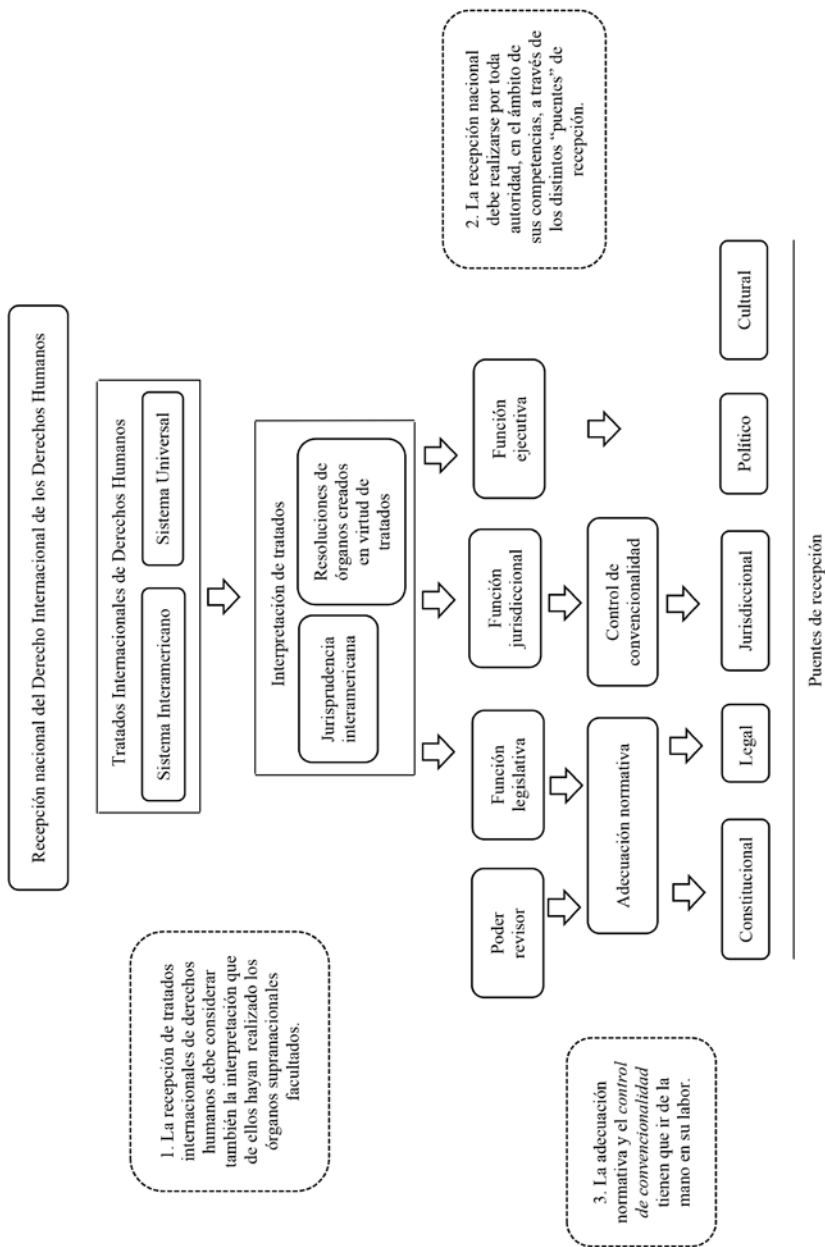 Recepción nacional del Derecho Internacional de los Derechos Humanos
Tratados Internacionales de Derechos Humanos
Sistema Interamericano
Sistema Universal
1. La recepción de tratados
internacionales de derechos
humanos debe considerar
también la interpretación que
de ellos hayan realizado los
órganos supranacionales
facultados.
Interpretación de tratados
Jurisprudencia
interamericana
Resoluciones de
órganos creados
en virtud de
tratados
2. La recepción nacional
debe realizarse por toda
autoridad, en el ámbito de
sus competencias, a través de
los distintos “puentes” de
recepción.
Poder
revisor
Función
legislativa
Función
jurisdiccional
Función
ejecutiva
Adecuación normativa
Control de
convencionalidad
3. La adecuación
normativa y el control
de convencionalidad
tienen que ir de la
mano en su labor.
Constitucional
Legal
Jurisdiccional
Político
Cultural
Puentes de recepción